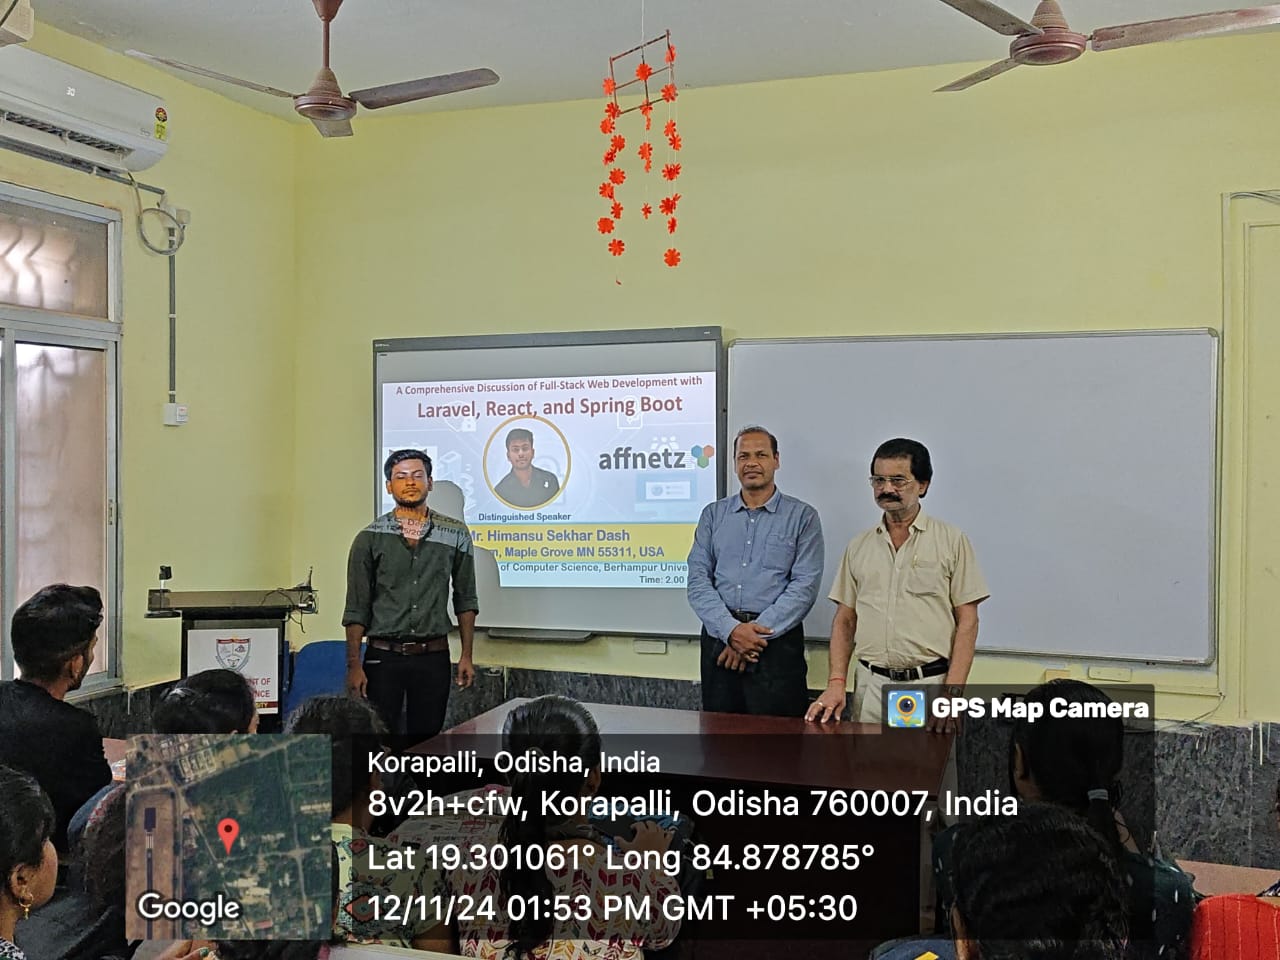 A Comprehensive Discussion of Full-Stack Web Development with
Laravel, React, and Spring Boot
affnetz
Distinguished Speaker
Mr. Himansu Sekhar Dash
Maple Grove MN 55311, USA
of Computer Science, Berhampur Unive
Time: 2.00
30
GPS Map Camera
Korapalli, Odisha, India
8v2h+cfw, Korapalli, Odisha 760007, India
Lat 19.301061° Long 84.878785°
12/11/24 01:53 PM GMT +05:30
Google